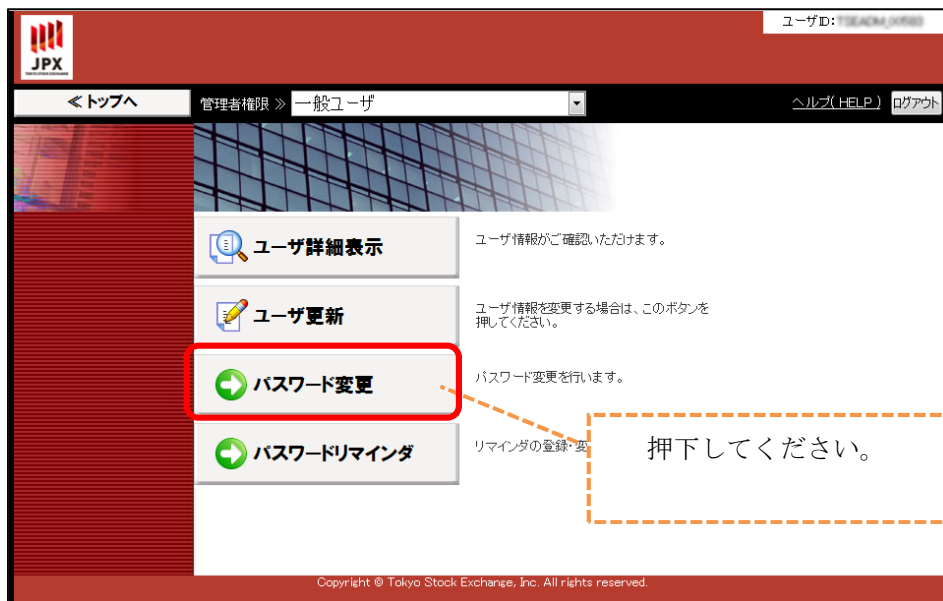 ユーザID:
JPX
TOKYO STOCK EXCHANGE
≪トップへ
管理者権限 ≫ 一般ユーザ
ヘルプ(HELP)
ログアウト
ユーザ詳細表示
ユーザ情報がご確認いただけます。
ユーザ更新
ユーザ情報を変更する場合は、このボタンを
押してください。
パスワード変更
パスワード変更を行います。
パスワードリマインダ
リマインダの登録・変
押下してください。
Copyright © Tokyo Stock Exchange, Inc. All rights reserved.